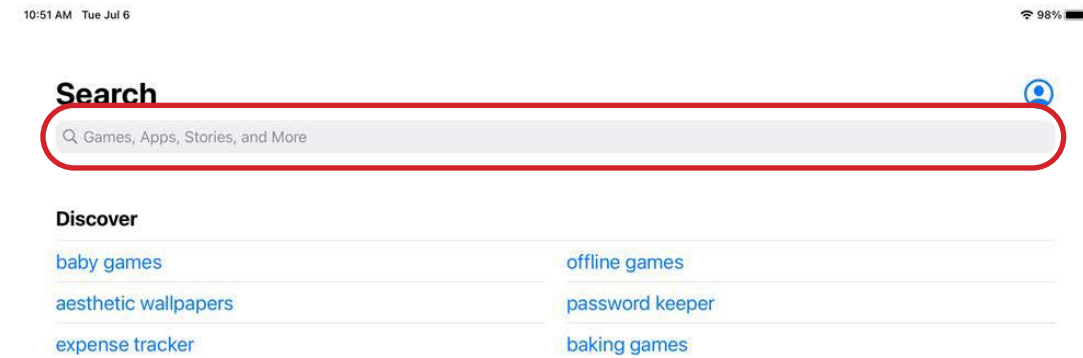 10:51 AM Tue Jul 6 98%
Search
Games, Apps, Stories, and More
Discover
baby games offline games
aesthetic wallpapers password keeper
expense tracker baking games